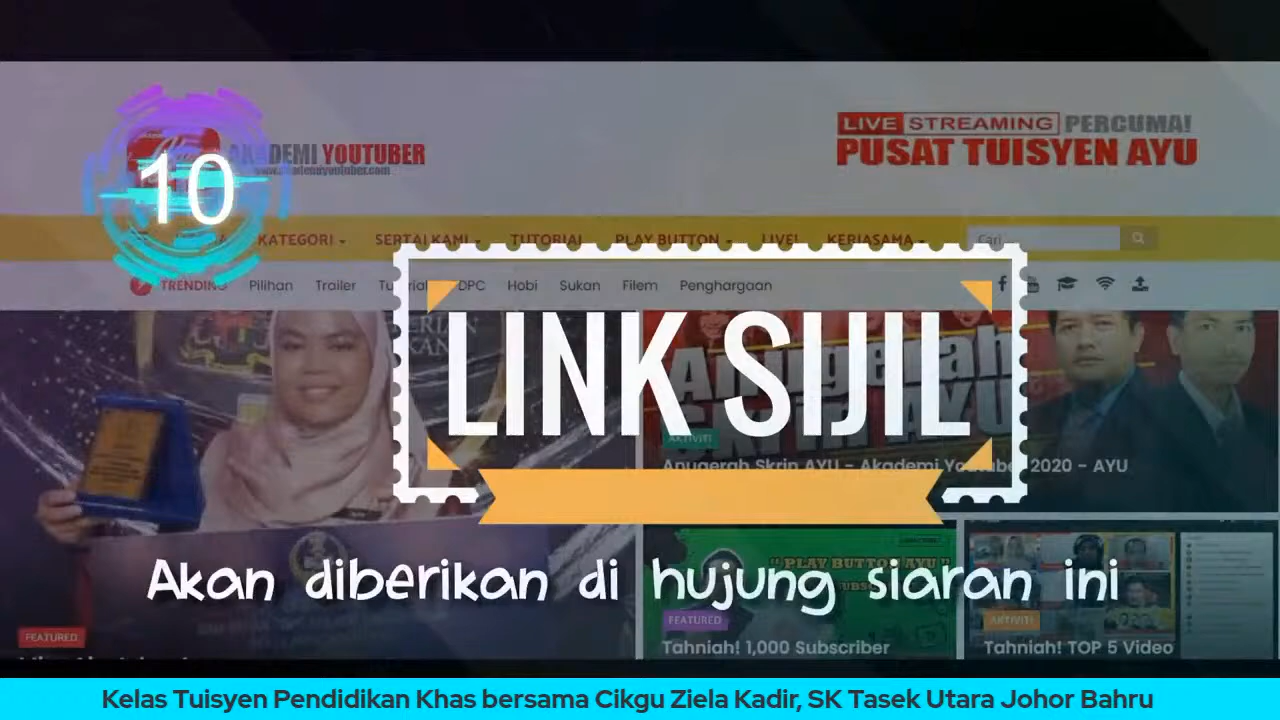 10
AKADEMI YOUTUBER
LIVE STREAMING PERCUMA!
PUSAT TUISYEN AYU
KATEGORI SERTAI KAMI TUTORIAL PLAY BUTTON LIVE! KERJASAMA Cari
TRENDING Pilihan Trailer Tutorial DPC Hobi Sukan Filem Penghargaan
LINK SIJIL
Anugerah
AKTIVITI
Anugerah Skrin AYU - Akademi Youtuber 2020 - AYU
Akan diberikan di hujung siaran ini
" PLAY BUTTON AYU "
FEATURED
FEATURED
AKTIVITI
Tahniah! 1,000 Subscriber
Tahniah! TOP 5 Video
Kelas Tuisyen Pendidikan Khas bersama Cikgu Ziela Kadir, SK Tasek Utara Johor Bahru